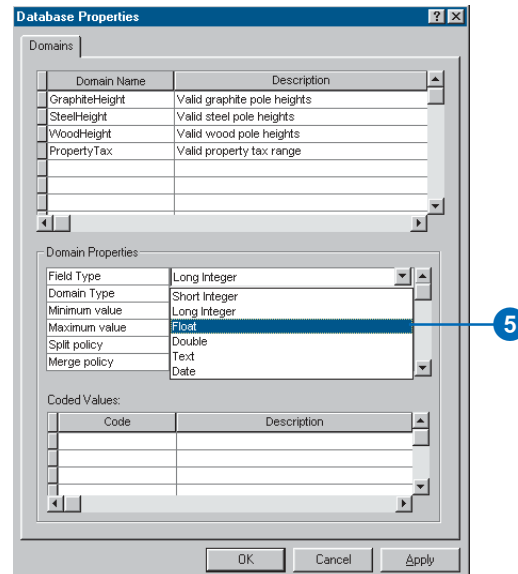 Database Properties
Domains
Domain Name Description
GraphiteHeight Valid graphite pole heights
SteelHeight Valid steel pole heights
WoodHeight Valid wood pole heights
PropertyTax Valid property tax range
Domain Properties
Field Type Long Integer
Domain Type Short Integer
Minimum value Long Integer
Maximum value Float
Split policy Double
Merge policy Text
Date
5
Coded Values:
Code Description
OK Cancel Apply